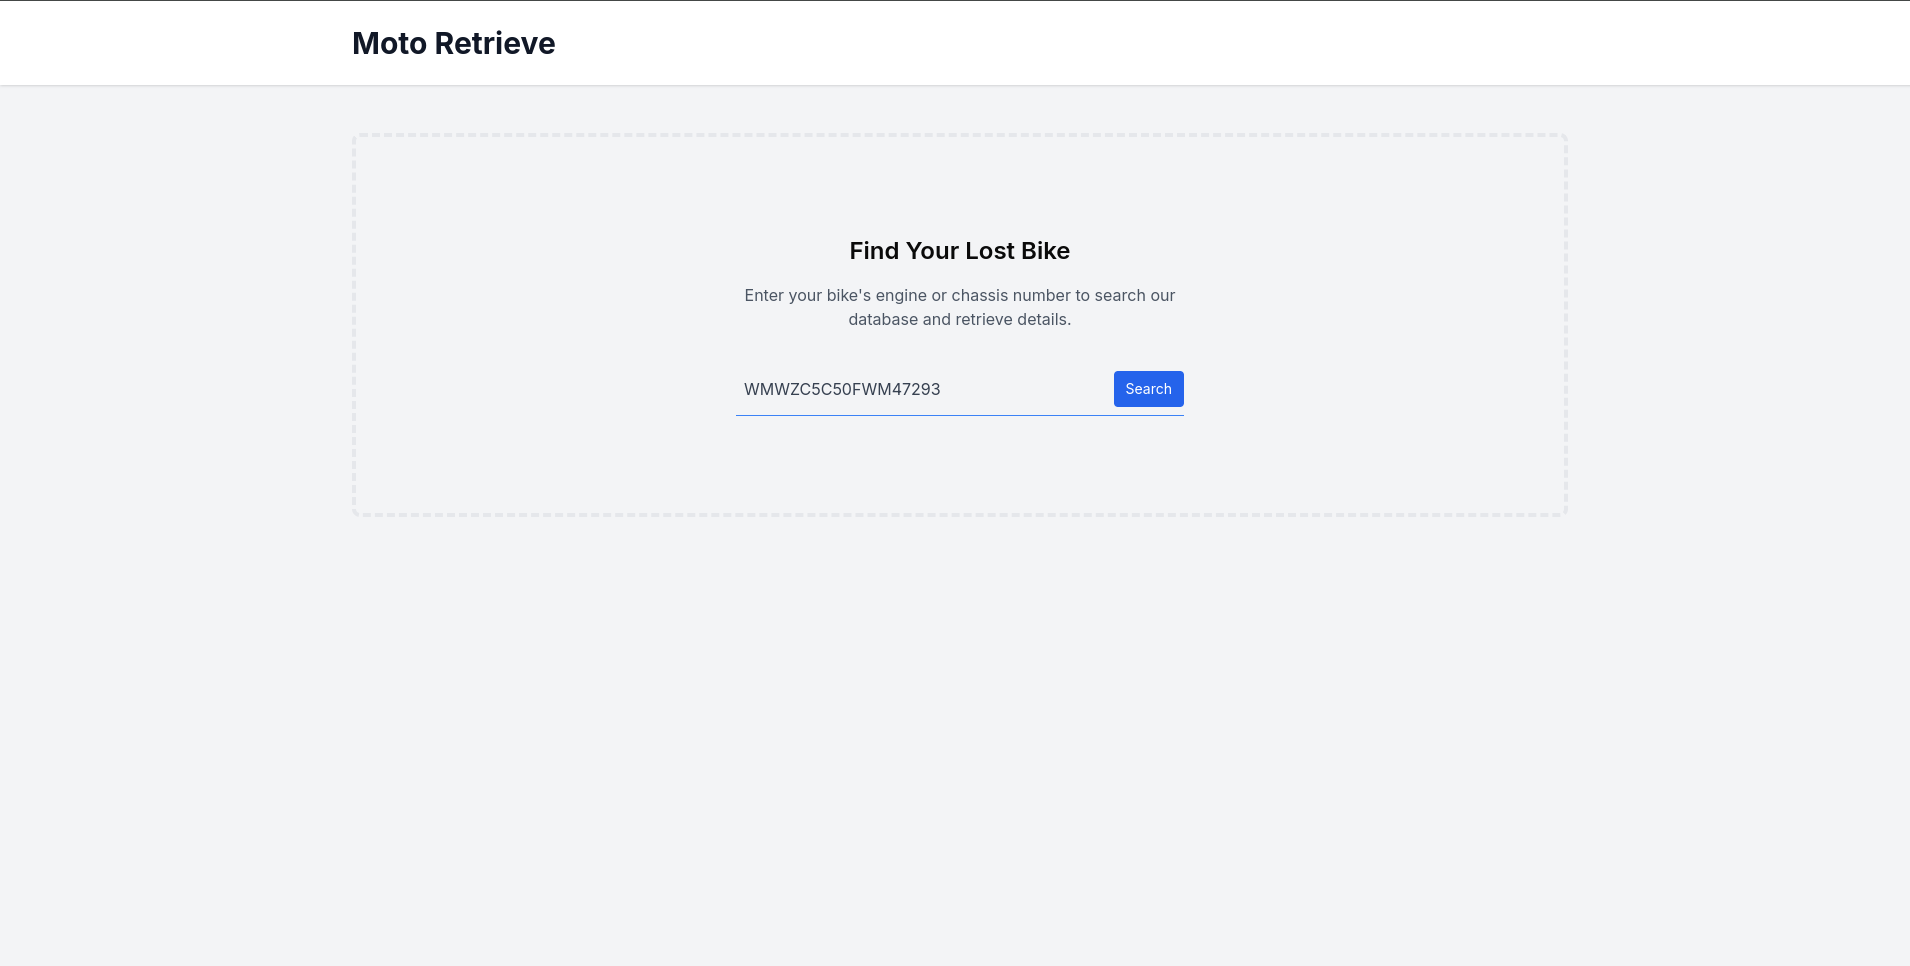 Moto Retrieve
Find Your Lost Bike
Enter your bike's engine or chassis number to search our
database and retrieve details.
WMWZC5C50FWM47293
Search